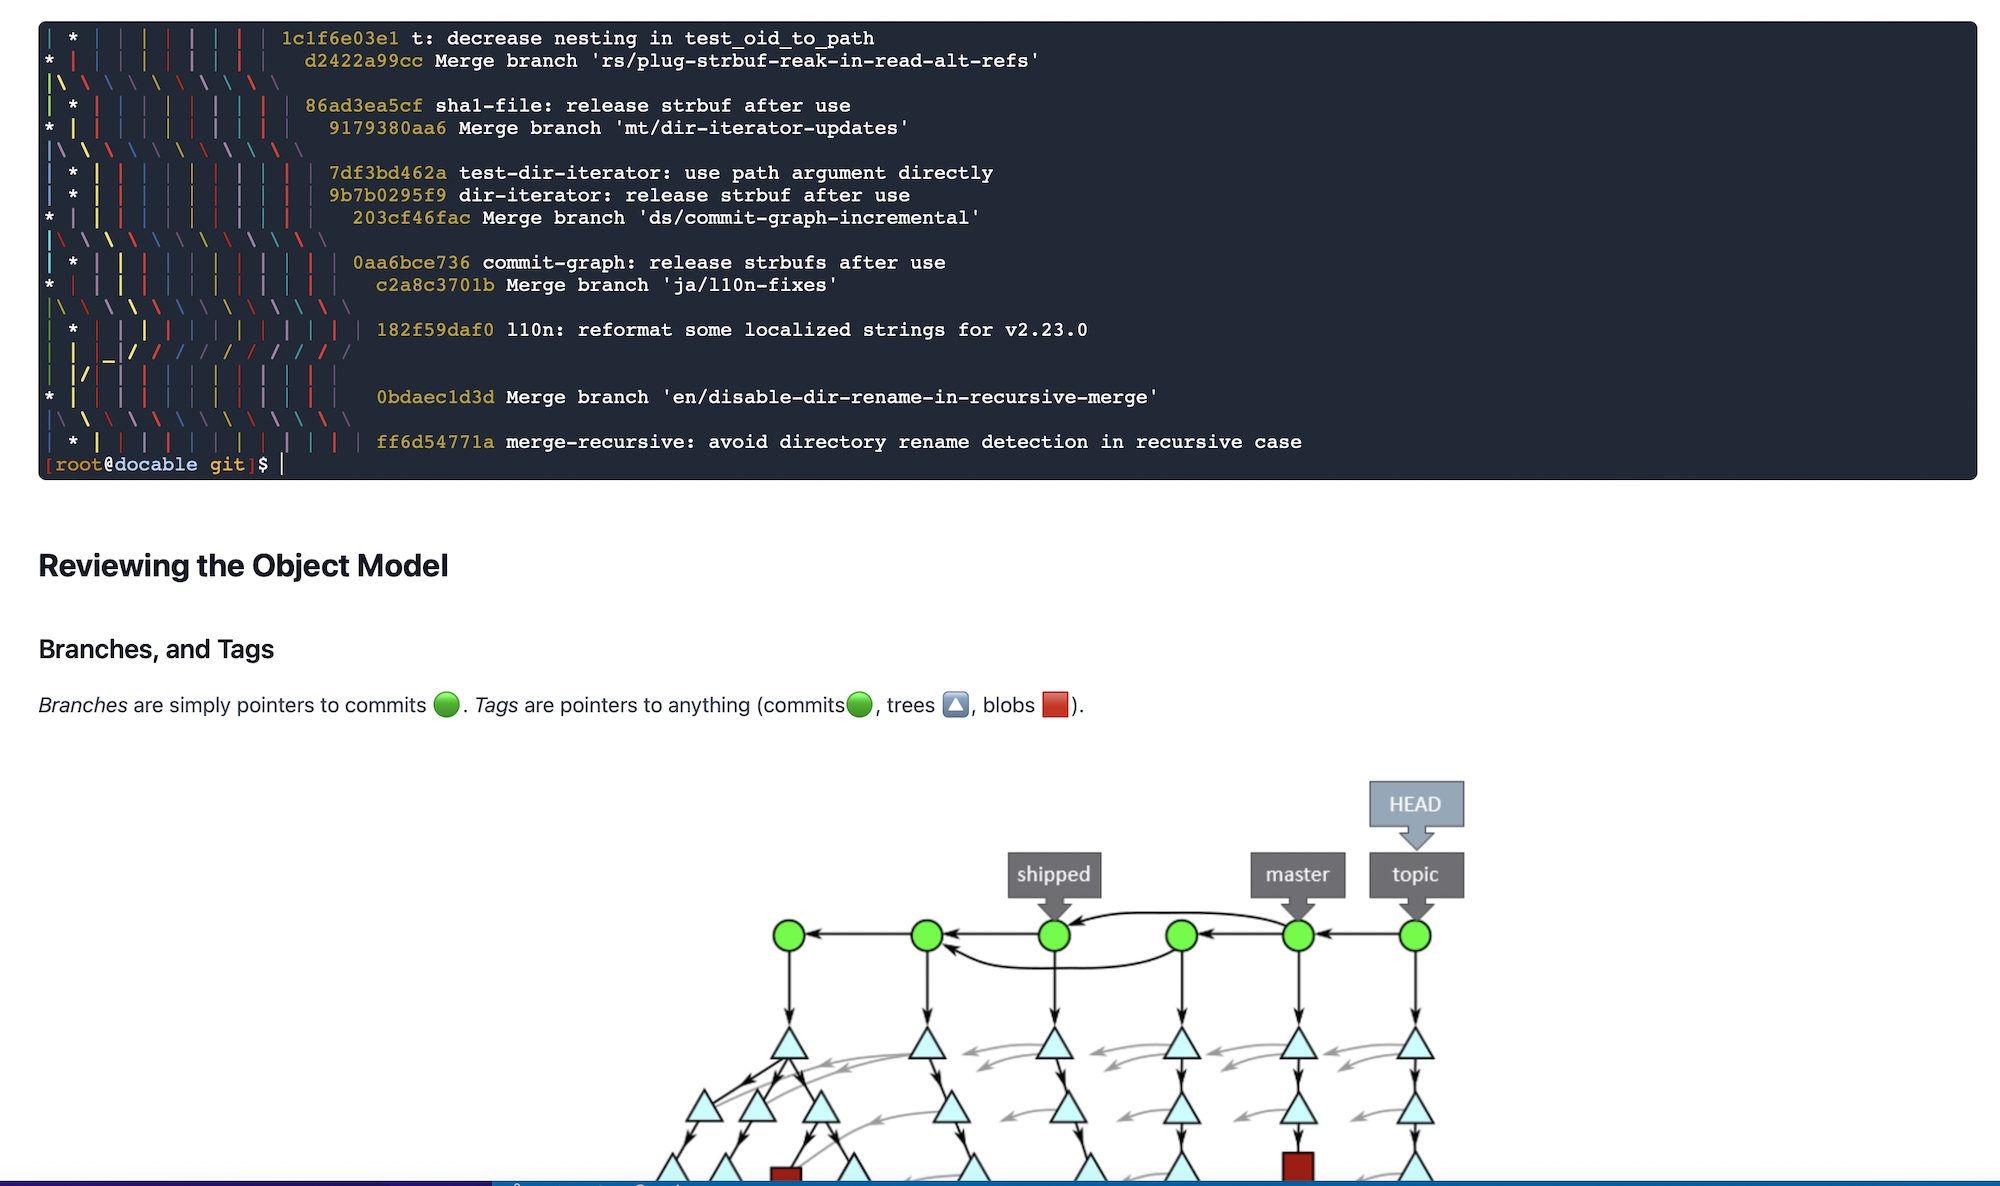 1c1f6e03e1 t: decrease nesting in test_oid_to_path
d2422a99cc Merge branch 'rs/plug-strbuf-reak-in-read-alt-refs'
86ad3ea5cf sha1-file: release strbuf after use
9179380aa6 Merge branch 'mt/dir-iterator-updates'
7df3bd462a test-dir-iterator: use path argument directly
9b7b0295f9 dir-iterator: release strbuf after use
203cf46fac Merge branch 'ds/commit-graph-incremental'
0aa6bce736 commit-graph: release strbufs after use
c2a8c3701b Merge branch 'ja/l10n-fixes'
182f59daf0 l10n: reformat some localized strings for v2.23.0
0bdaec1d3d Merge branch 'en/disable-dir-rename-in-recursive-merge'
ff6d54771a merge-recursive: avoid directory rename detection in recursive case
[root@docable git]$
Reviewing the Object Model
Branches, and Tags
Branches are simply pointers to commits . Tags are pointers to anything (commits, trees , blobs ).
HEAD
shipped
master
topic